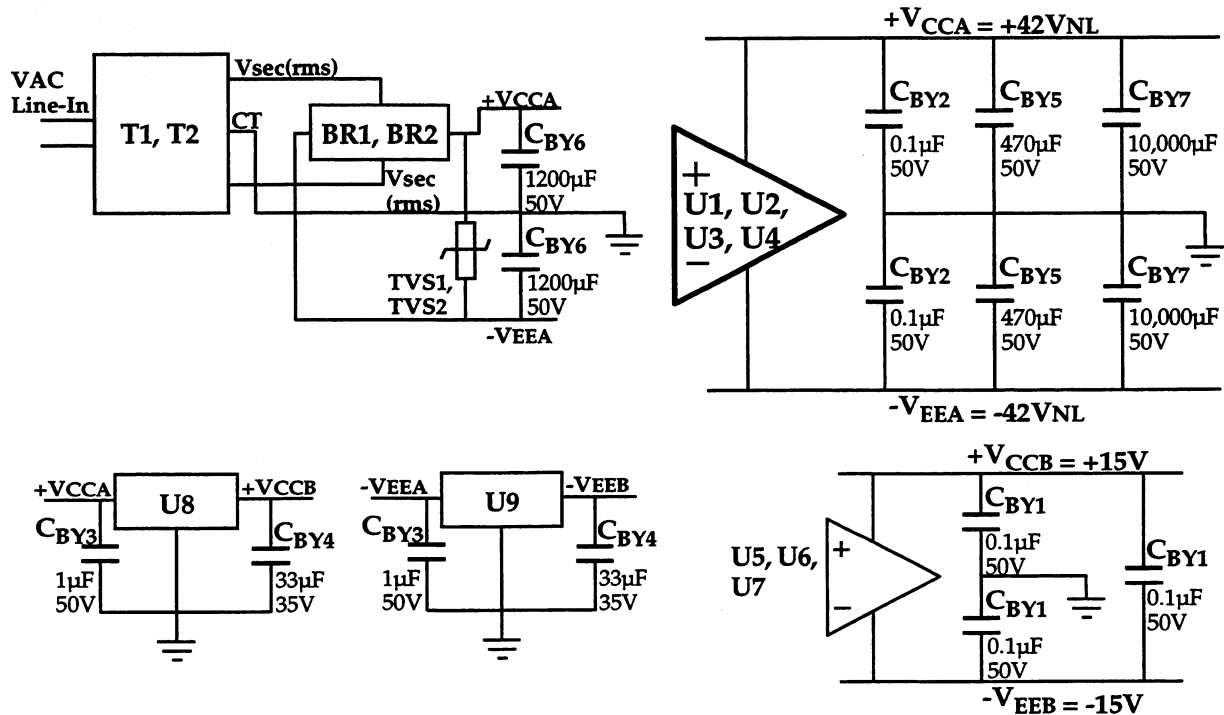 VAC
Line-In
T1, T2
Vsec(rms)
CT
BR1, BR2
Vsec
(rms)
+VCCA
CBY6
1200µF
50V
CBY6
1200µF
50V
TVS1,
TVS2
-VEEA
+VCCA = +42VNL
U1, U2,
U3, U4
+
−
CBY2
0.1µF
50V
CBY5
470µF
50V
CBY7
10,000µF
50V
CBY2
0.1µF
50V
CBY5
470µF
50V
CBY7
10,000µF
50V
-VEEA = -42VNL
+VCCA
U8
+VCCB
CBY3
1µF
50V
CBY4
33µF
35V
-VEEA
U9
-VEEB
CBY3
1µF
50V
CBY4
33µF
35V
+VCCB = +15V
U5, U6,
U7
+
−
CBY1
0.1µF
50V
CBY1
0.1µF
50V
CBY1
0.1µF
50V
-VEEB = -15V